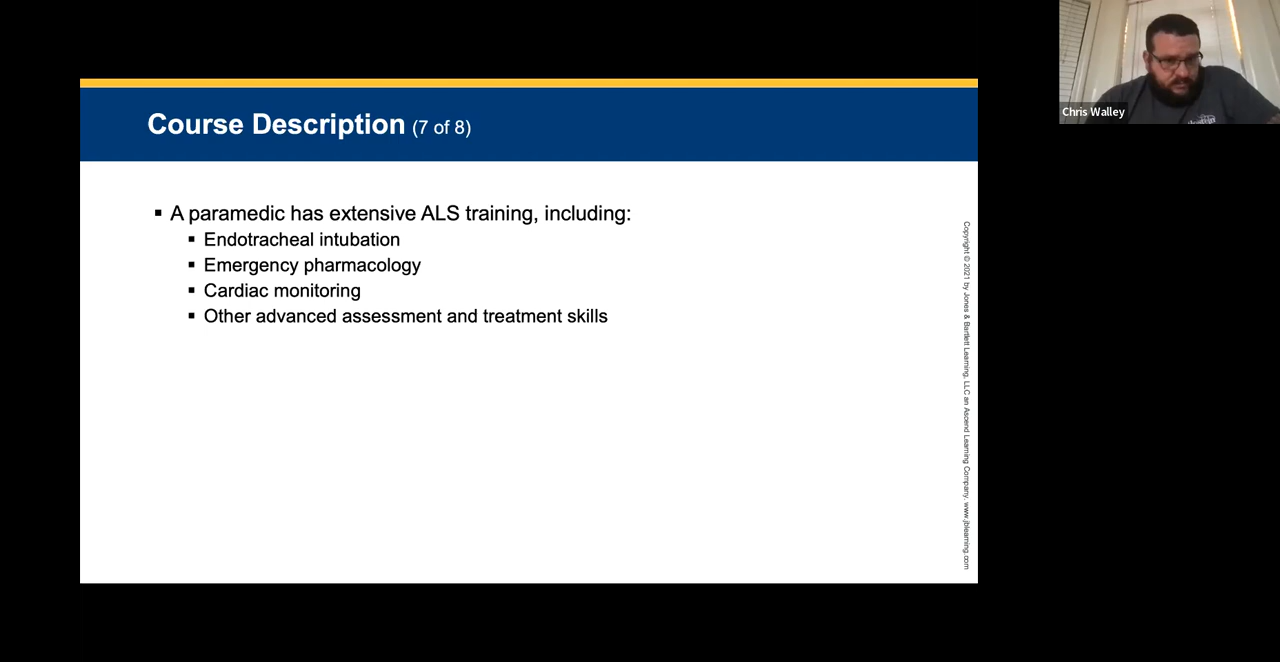 Course Description (7 of 8)
▪ A paramedic has extensive ALS training, including:
▪ Endotracheal intubation
▪ Emergency pharmacology
▪ Cardiac monitoring
▪ Other advanced assessment and treatment skills
Copyright © 2021 by Jones & Bartlett Learning, LLC an Ascend Learning Company. www.jblearning.com
Chris Walley